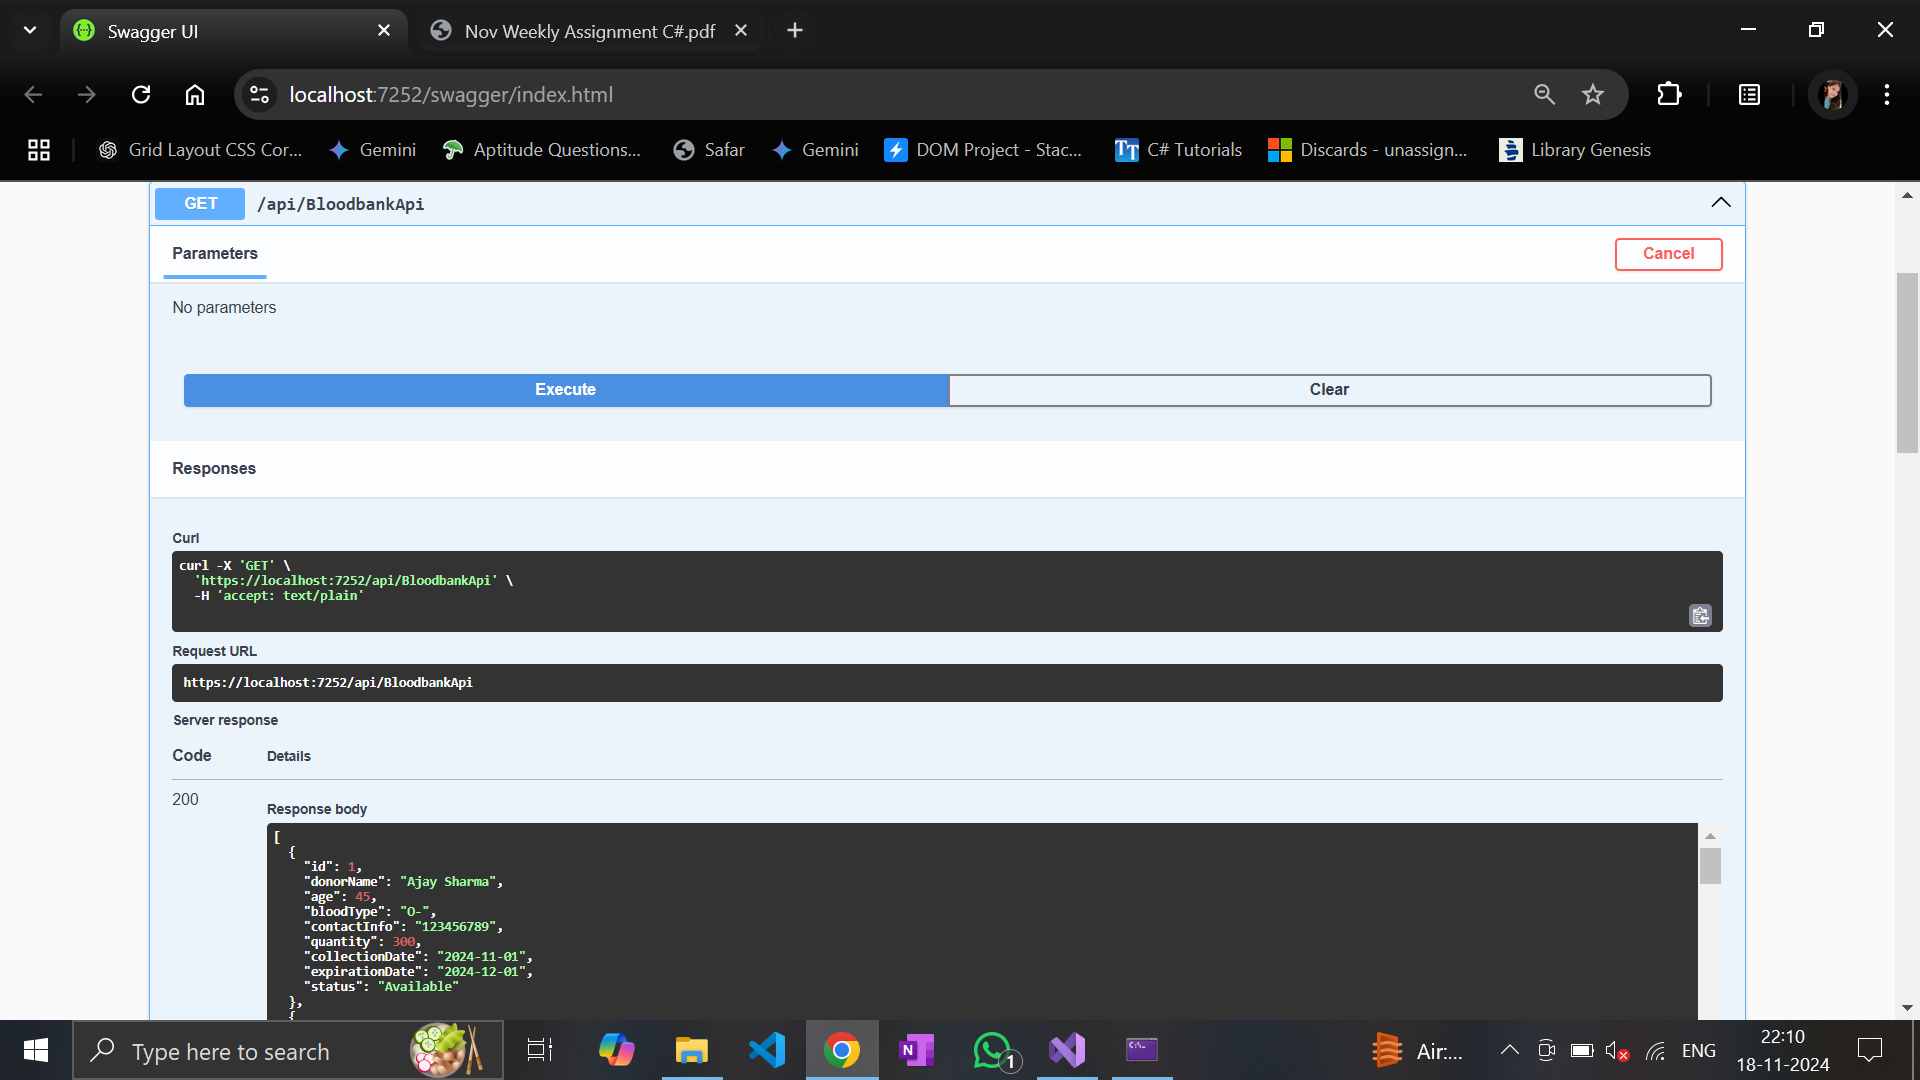 Swagger UI
Nov Weekly Assignment C#.pdf
localhost:7252/swagger/index.html
Grid Layout CSS Cor...
Gemini
Aptitude Questions...
Safar
Gemini
DOM Project - Stac...
TT
C# Tutorials
Discards - unassign...
Library Genesis
GET
/api/BloodbankApi
Parameters
Cancel
No parameters
Execute
Clear
Responses
Curl
curl -X 'GET' \
'https://localhost:7252/api/BloodbankApi' \
-H 'accept: text/plain'
Request URL
https://localhost:7252/api/BloodbankApi
Server response
Code
Details
200
Response body
[
{
"id": 1,
"donorName": "Ajay Sharma",
"age": 45,
"bloodType": "O-",
"contactInfo": "123456789",
"quantity": 300,
"collectionDate": "2024-11-01",
"expirationDate": "2024-12-01",
"status": "Available"
},
{
Type here to search
N
1
Air:...
ENG
22:10
18-11-2024